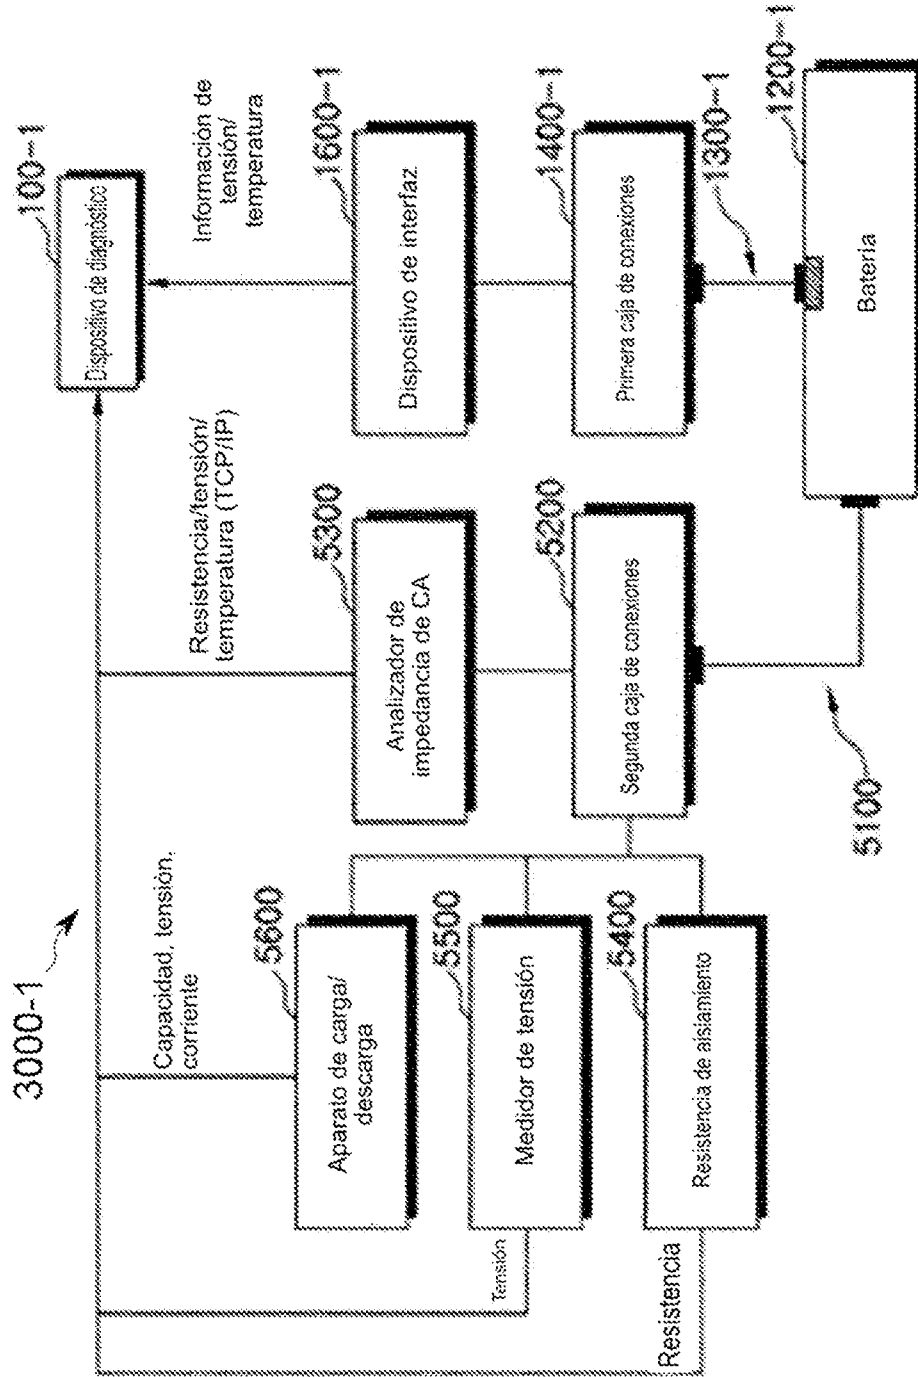 3000-1
100-1
Dispositivo de diagnóstico
Capacidad, tensión,
corriente
Resistencia/tensión/
temperatura (TCP/IP)
Información de
tensión/
temperatura
5600
Aparato de carga/
descarga
5300
Analizador de
impedancia de CA
1600-1
Dispositivo de interfaz
Tensión
5500
Medidor de tensión
5200
Segunda caja de conexiones
1400-1
Primera caja de conexiones
Resistencia
5400
Resistencia de aislamiento
1300-1
5100
1200-1
Batería